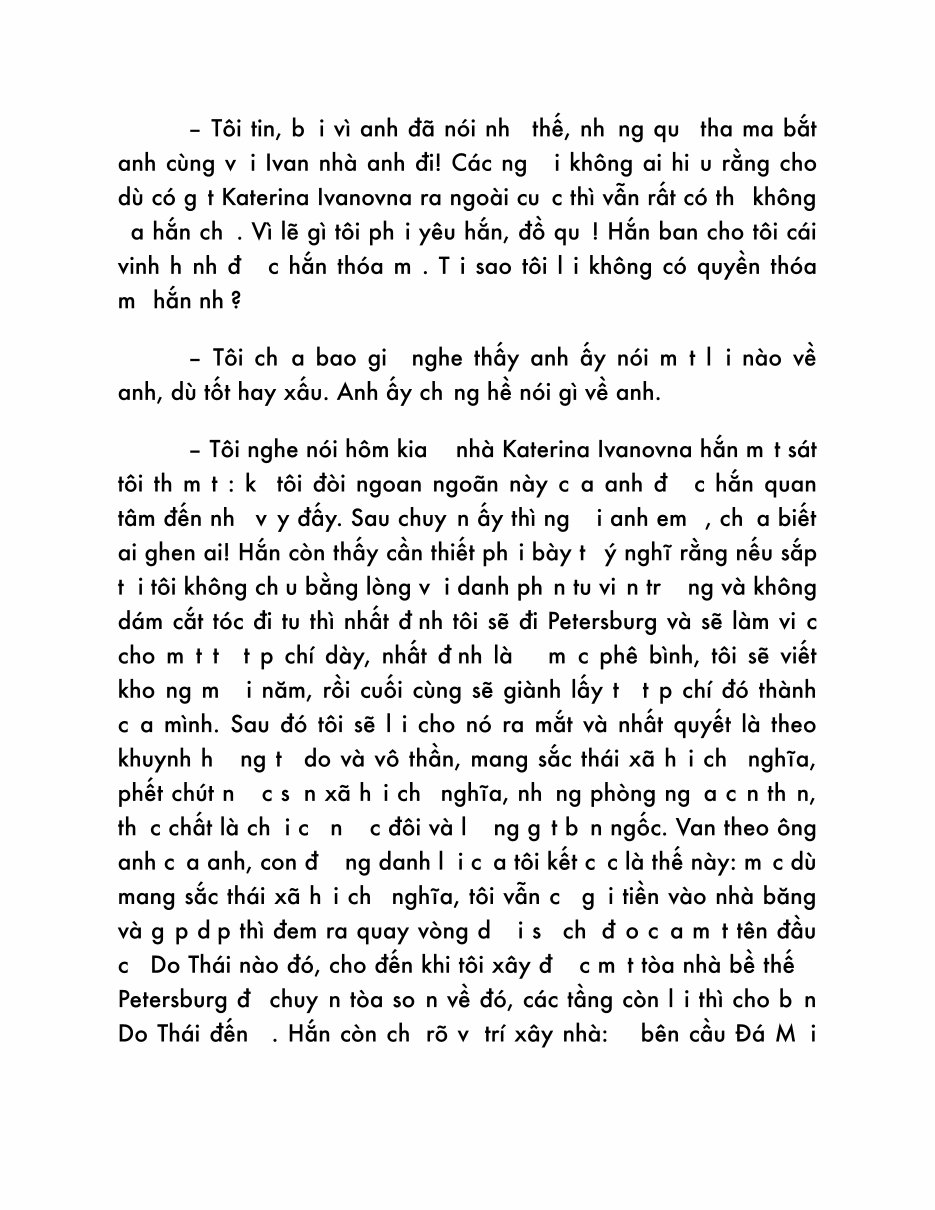 – Tôi tin, b i vì anh đã nói nh thế, nh ng qu tha ma bắt
anh cùng v i Ivan nhà anh đi! Các ng i không ai hi u rằng cho
dù có g t Katerina Ivanovna ra ngoài cu c thì vẫn rất có th không
a hắn ch . Vì lẽ gì tôi ph i yêu hắn, đồ qu ! Hắn ban cho tôi cái
vinh h nh đ c hắn thóa m . T i sao tôi l i không có quyền thóa
m hắn nh ?
– Tôi ch a bao gi nghe thấy anh ấy nói m t l i nào về
anh, dù tốt hay xấu. Anh ấy ch ng hề nói gì về anh.
– Tôi nghe nói hôm kia nhà Katerina Ivanovna hắn m t sát
tôi th m t : k tôi đòi ngoan ngoãn này c a anh đ c hắn quan
tâm đến nh v y đấy. Sau chuy n ấy thì ng i anh em , ch a biết
ai ghen ai! Hắn còn thấy cần thiết ph i bày t ý nghĩ rằng nếu sắp
t i tôi không ch u bằng lòng v i danh ph n tu vi n tr ng và không
dám cắt tóc đi tu thì nhất đ nh tôi sẽ đi Petersburg và sẽ làm vi c
cho m t t t p chí dày, nhất đ nh là m c phê bình, tôi sẽ viết
kho ng m i năm, rồi cuối cùng sẽ giành lấy t t p chí đó thành
c a mình. Sau đó tôi sẽ l i cho nó ra mắt và nhất quyết là theo
khuynh h ng t do và vô thần, mang sắc thái xã h i ch nghĩa,
phết chút n c s n xã h i ch nghĩa, nh ng phòng ng a c n th n,
th c chất là ch i c n c đôi và l ng g t b n ngốc. Van theo ông
anh c a anh, con đ ng danh l i c a tôi kết c c là thế này: m c dù
mang sắc thái xã h i ch nghĩa, tôi vẫn c g i tiền vào nhà băng
và g p d p thì đem ra quay vòng d i s ch đ o c a m t tên đầu
c Do Thái nào đó, cho đến khi tôi xây đ c m t tòa nhà bề thế
Petersburg đ chuy n tòa so n về đó, các tầng còn l i thì cho b n
Do Thái đến . Hắn còn ch rõ v trí xây nhà: bên cầu Đá M i